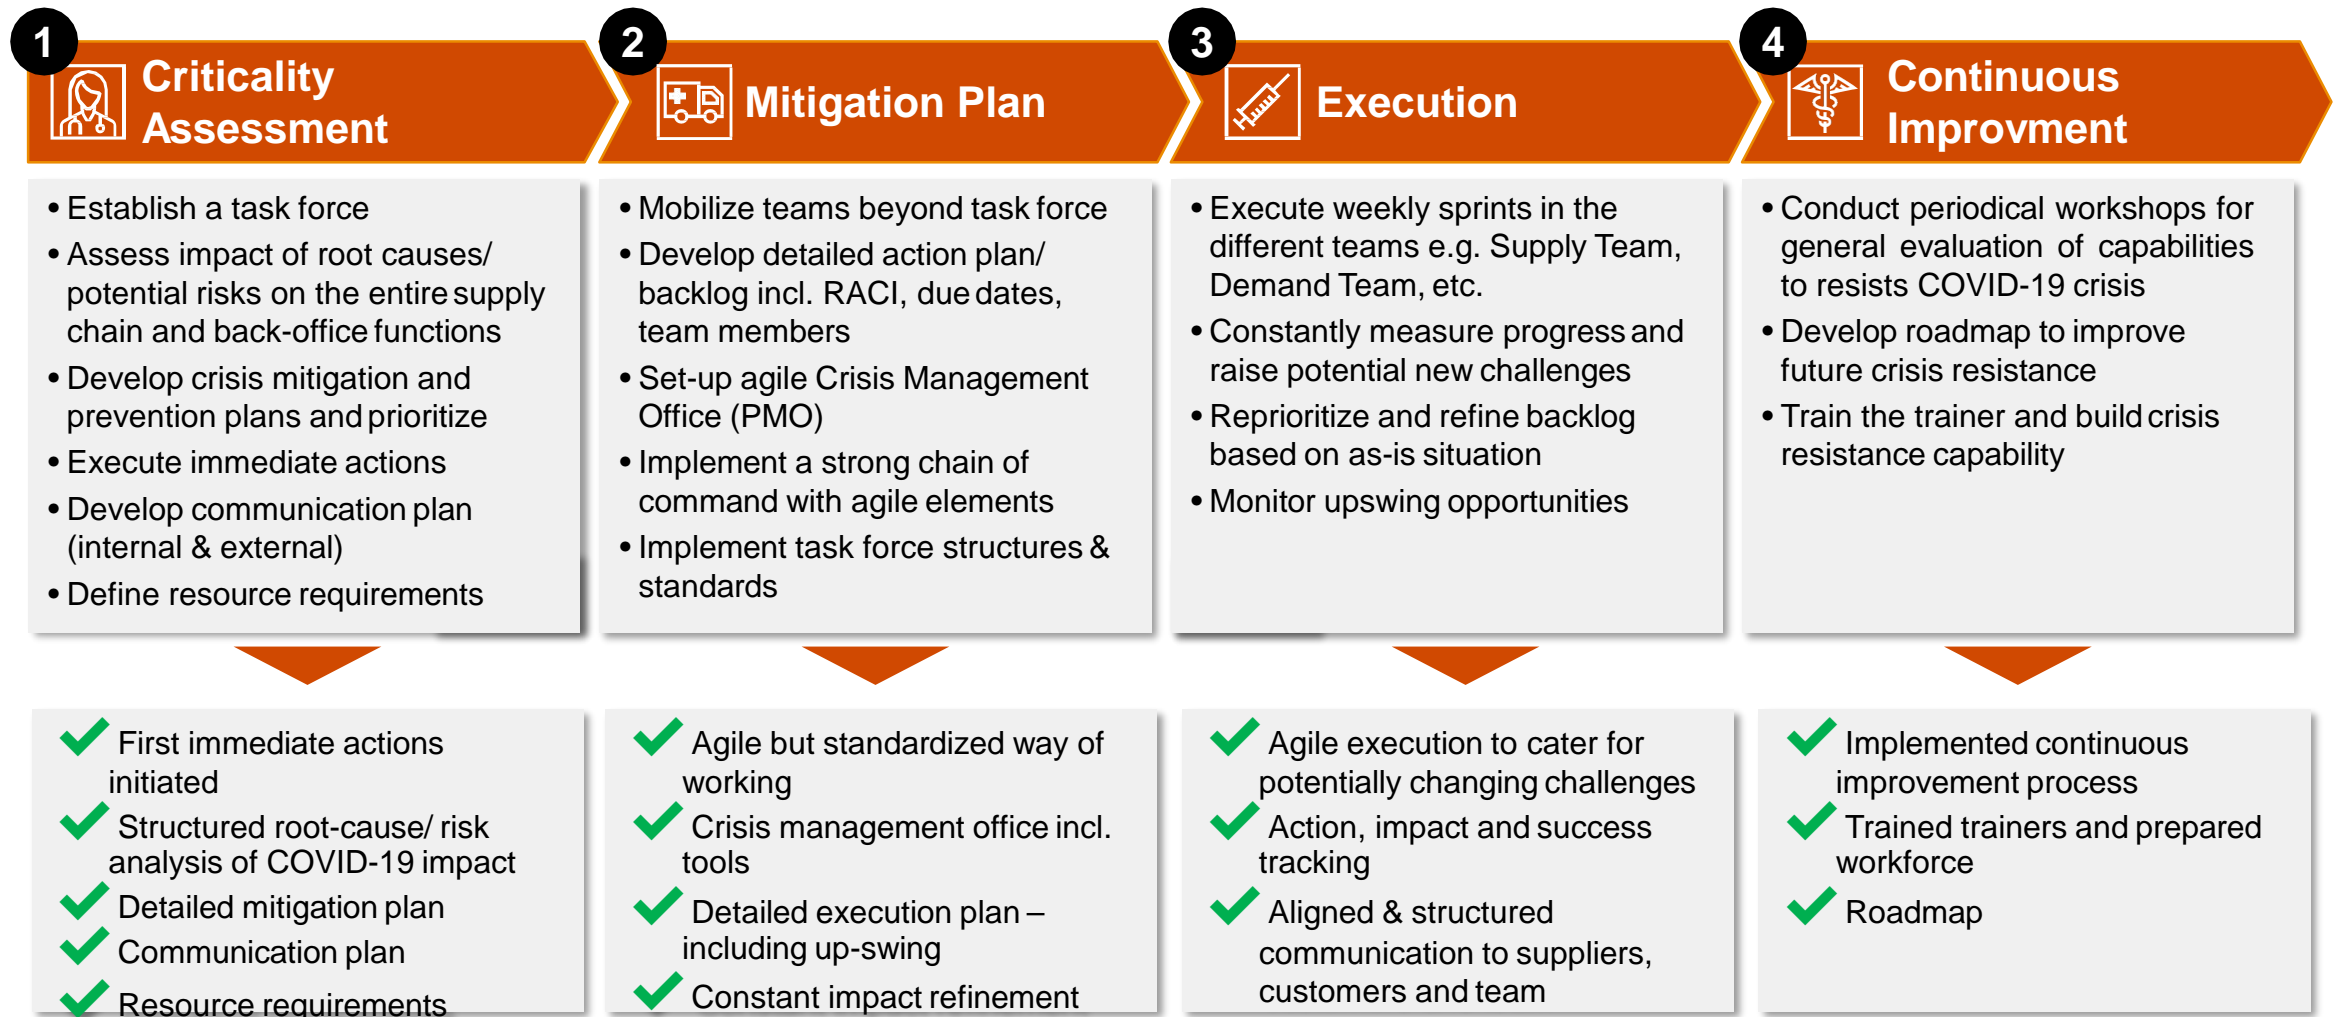 1
Criticality
Assessment
• Establish a task force
• Assess impact of root causes/
potential risks on the entire supply
chain and back-office functions
• Develop crisis mitigation and
prevention plans and prioritize
• Execute immediate actions
• Develop communication plan
(internal & external)
• Define resource requirements
First immediate actions
initiated
Structured root-cause/ risk
analysis of COVID-19 impact
Detailed mitigation plan
Communication plan
Resource requirements
2
Mitigation Plan
• Mobilize teams beyond task force
• Develop detailed action plan/
backlog incl. RACI, due dates,
team members
• Set-up agile Crisis Management
Office (PMO)
• Implement a strong chain of
command with agile elements
• Implement task force structures &
standards
Agile but standardized way of
working
Crisis management office incl.
tools
Detailed execution plan –
including up-swing
Constant impact refinement
3
Execution
• Execute weekly sprints in the
different teams e.g. Supply Team,
Demand Team, etc.
• Constantly measure progress and
raise potential new challenges
• Reprioritize and refine backlog
based on as-is situation
• Monitor upswing opportunities
Agile execution to cater for
potentially changing challenges
Action, impact and success
tracking
Aligned & structured
communication to suppliers,
customers and team
4
Continuous
Improvment
• Conduct periodical workshops for
general evaluation of capabilities
to resists COVID-19 crisis
• Develop roadmap to improve
future crisis resistance
• Train the trainer and build crisis
resistance capability
Implemented continuous
improvement process
Trained trainers and prepared
workforce
Roadmap